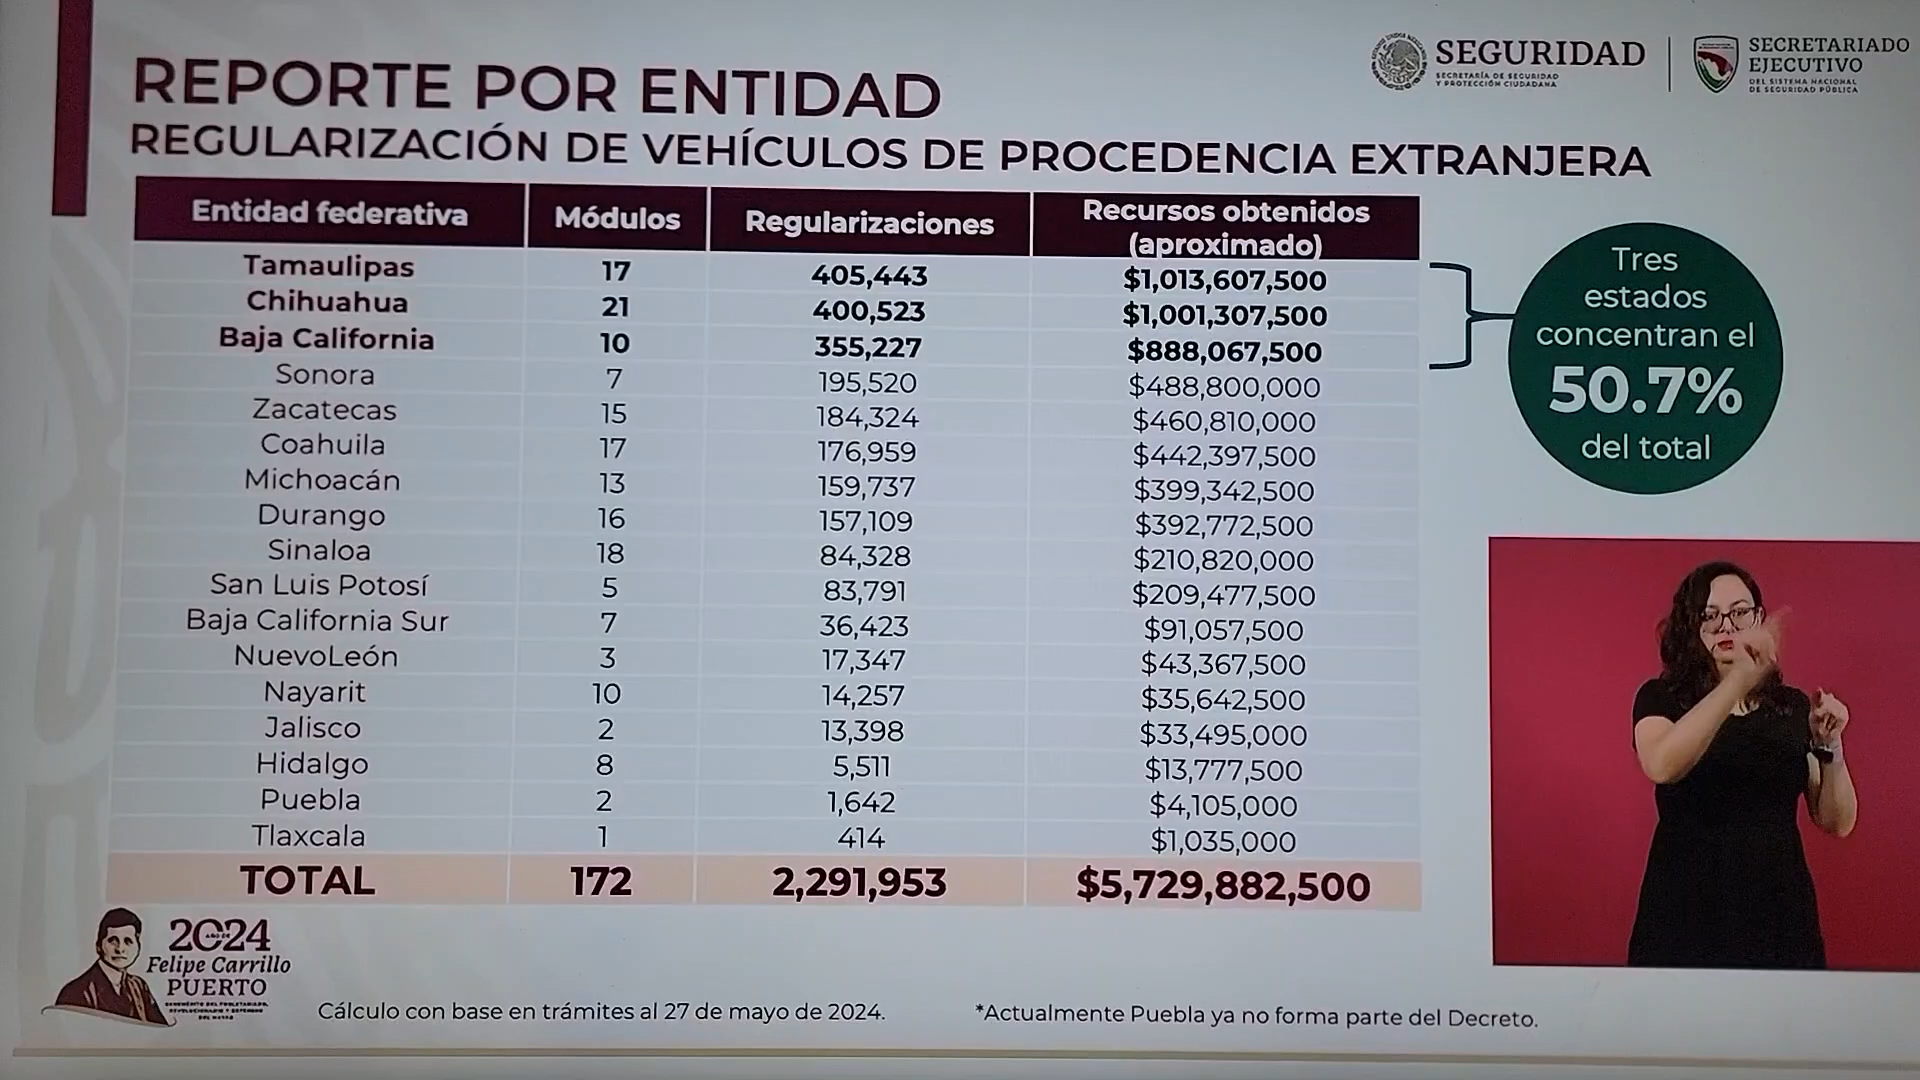 SEGURIDAD
SECRETARÍA DE SEGURIDAD
Y PROTECCIÓN CIUDADANA
SECRETARIADO
EJECUTIVO
DEL SISTEMA NACIONAL
DE SEGURIDAD PÚBLICA
REPORTE POR ENTIDAD
REGULARIZACIÓN DE VEHÍCULOS DE PROCEDENCIA EXTRANJERA
Entidad federativa Módulos Regularizaciones Recursos obtenidos
(aproximado)
Tamaulipas 17 405,443 $1,013,607,500
Chihuahua 21 400,523 $1,001,307,500
Baja California 10 355,227 $888,067,500
Sonora 7 195,520 $488,800,000
Zacatecas 15 184,324 $460,810,000
Coahuila 17 176,959 $442,397,500
Michoacán 13 159,737 $399,342,500
Durango 16 157,109 $392,772,500
Sinaloa 18 84,328 $210,820,000
San Luis Potosí 5 83,791 $209,477,500
Baja California Sur 7 36,423 $91,057,500
NuevoLeón 3 17,347 $43,367,500
Nayarit 10 14,257 $35,642,500
Jalisco 2 13,398 $33,495,000
Hidalgo 8 5,511 $13,777,500
Puebla 2 1,642 $4,105,000
Tlaxcala 1 414 $1,035,000
TOTAL 172 2,291,953 $5,729,882,500
Tres
estados
concentran el
50.7%
del total
2024
Felipe Carrillo
PUERTO
Cálculo con base en trámites al 27 de mayo de 2024.
*Actualmente Puebla ya no forma parte del Decreto.